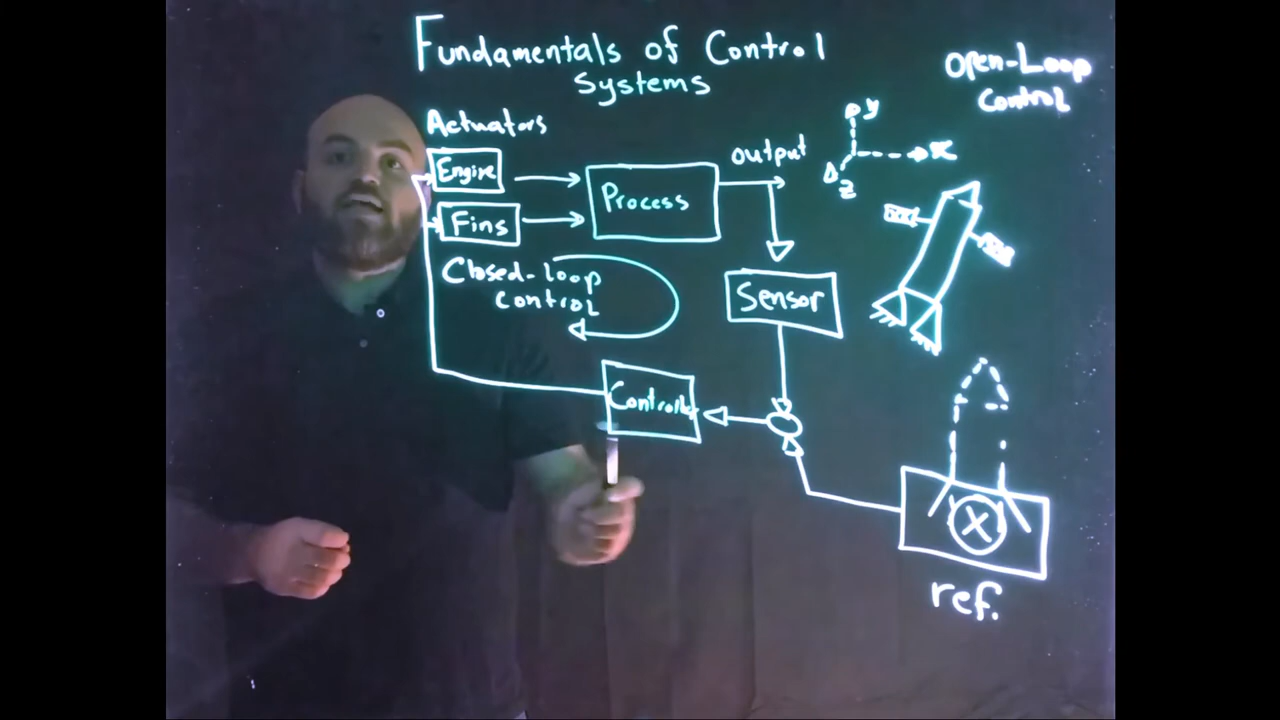 Fundamentals of Control
Systems
Open-Loop
Control
Actuators
Engine
Fins
Process
output
y
x
z
Closed-loop
control
Sensor
Controller
X
ref.